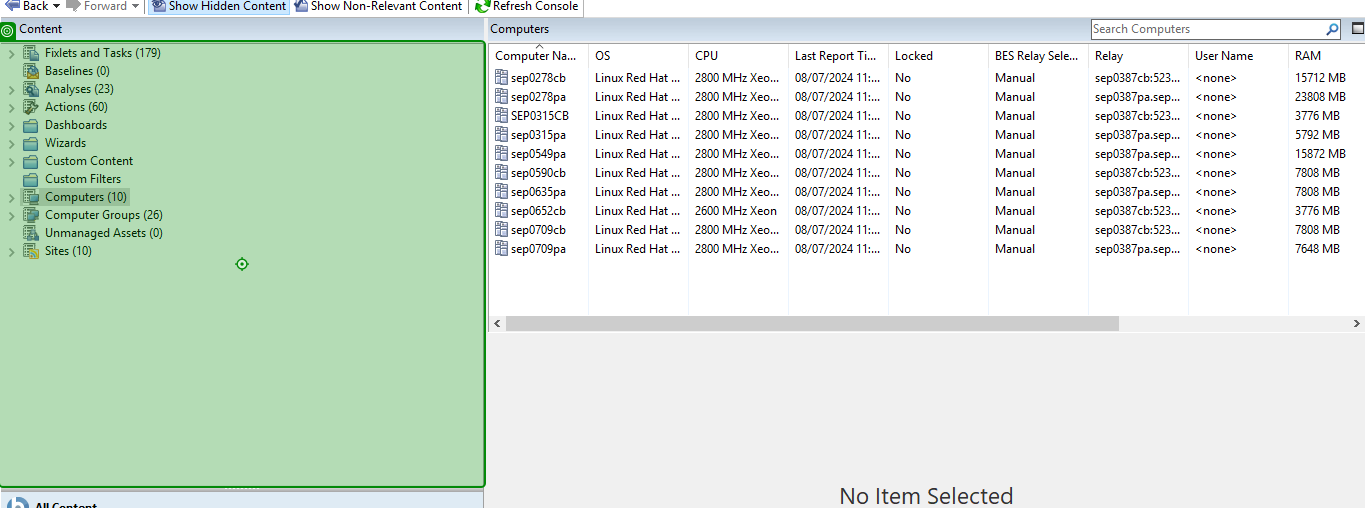 Back Forward Show Hidden Content Show Non-Relevant Content Refresh Console
Content
Fixlets and Tasks (179)
Baselines (0)
Analyses (23)
Actions (60)
Dashboards
Wizards
Custom Content
Custom Filters
Computers (10)
Computer Groups (26)
Unmanaged Assets (0)
Sites (10)
All Content
Computers Search Computers
Computer Na... OS CPU Last Report Ti... Locked BES Relay Sele... Relay User Name RAM
sep0278cb Linux Red Hat ... 2800 MHz Xeo... 08/07/2024 11:... No Manual sep0387cb:523... <none> 15712 MB
sep0278pa Linux Red Hat ... 2800 MHz Xeo... 08/07/2024 11:... No Manual sep0387pa.sep... <none> 23808 MB
SEP0315CB Linux Red Hat ... 2800 MHz Xeo... 08/07/2024 11:... No Manual sep0387cb:523... <none> 3776 MB
sep0315pa Linux Red Hat ... 2800 MHz Xeo... 08/07/2024 11:... No Manual sep0387pa.sep... <none> 5792 MB
sep0549pa Linux Red Hat ... 2800 MHz Xeo... 08/07/2024 11:... No Manual sep0387pa.sep... <none> 15872 MB
sep0590cb Linux Red Hat ... 2800 MHz Xeo... 08/07/2024 11:... No Manual sep0387cb:523... <none> 7808 MB
sep0635pa Linux Red Hat ... 2800 MHz Xeo... 08/07/2024 11:... No Manual sep0387pa.sep... <none> 7808 MB
sep0652cb Linux Red Hat ... 2600 MHz Xeon 08/07/2024 11:... No Manual sep0387cb:523... <none> 3776 MB
sep0709cb Linux Red Hat ... 2800 MHz Xeo... 08/07/2024 11:... No Manual sep0387cb:523... <none> 7808 MB
sep0709pa Linux Red Hat ... 2800 MHz Xeo... 08/07/2024 11:... No Manual sep0387pa.sep... <none> 7648 MB
No Item Selected